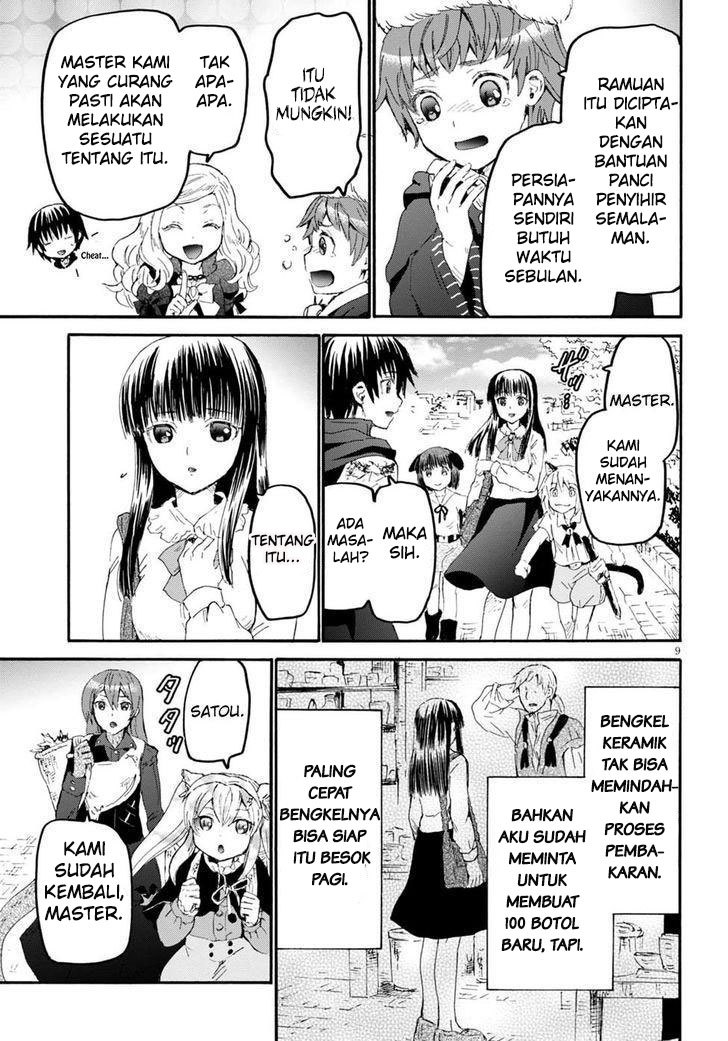 RAMUAN
ITU DICIPTA-
KAN
DENGAN
BANTUAN
PANCI
PENYIHIR
SEMALA-
MAN.
PERSIA-
PANNYA
SENDIRI
BUTUH
WAKTU
SEBULAN.
ITU
TIDAK
MUNGKIN!
TAK
APA-
APA.
MASTER KAMI
YANG CURANG
PASTI AKAN
MELAKUKAN
SESUATU
TENTANG ITU.
Cheat...
MASTER.
KAMI
SUDAH
MENAN-
YAKANNYA.
MAKA
SIH.
ADA
MASA-
LAH?
TENTANG
ITU...
9
BENGKEL
KERAMIK
TAK BISA
MEMINDAH-
KAN
PROSES
PEMBA-
KARAN.
BAHKAN
AKU SUDAH
MEMINTA
UNTUK
MEMBUAT
100 BOTOL
BARU, TAPI.
PALING
CEPAT
BENGKELNYA
BISA SIAP
ITU BESOK
PAGI.
SATOU.
タタタッ
KAMI
SUDAH
KEMBALI,
MASTER.